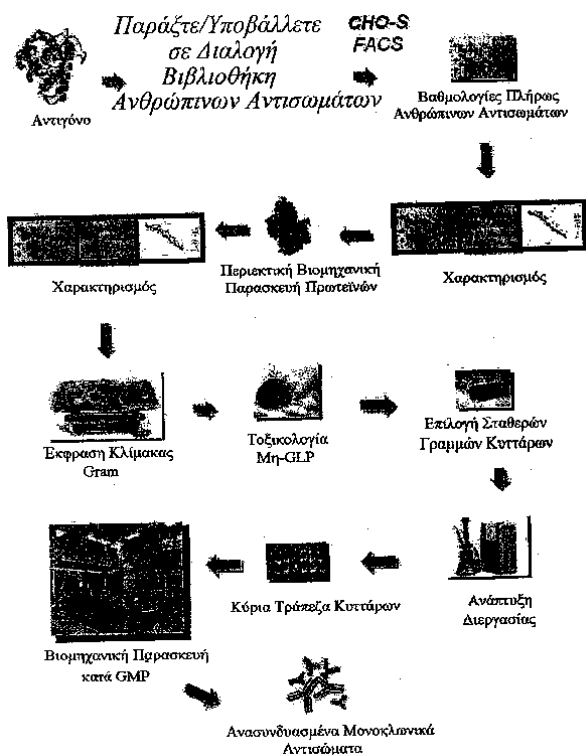 Παράξτε/Υποβάλλετε
σε Διαλογή
Βιβλιοθήκη
Ανθρώπινων Αντισωμάτων
CHO-S
FACS
Αντιγόνο
Βαθμολογίες Πλήρως
Ανθρώπινων Αντισωμάτων
Χαρακτηρισμός
Περιεκτική Βιομηχανική
Παρασκευή Πρωτεϊνών
Χαρακτηρισμός
Έκφραση Κλίμακας
Gram
Τοξικολογία
Μη-GLP
Επιλογή Σταθερών
Γραμμών Κυττάρων
Βιομηχανική Παρασκευή
κατά GMP
Κύρια Τράπεζα Κυττάρων
Ανάπτυξη
Διεργασίας
Ανασυνδυασμένα Μονοκλωνικά
Αντισώματα